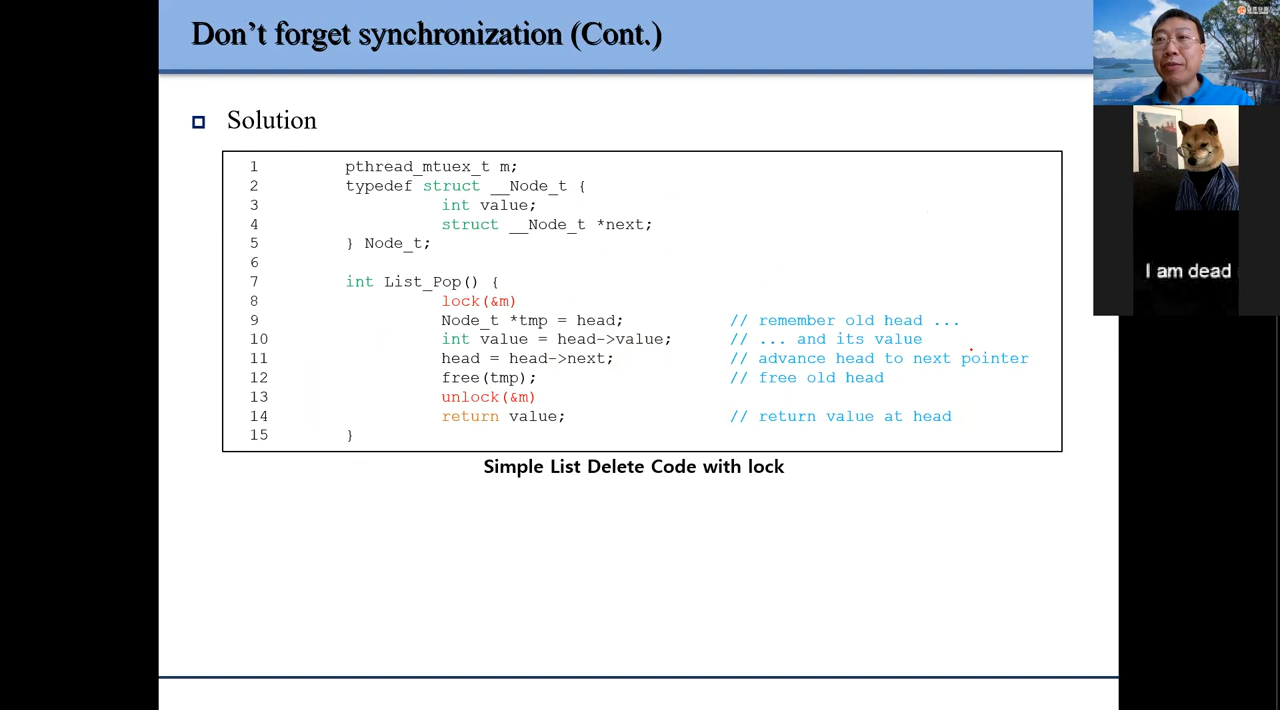 Don't forget synchronization (Cont.)
Solution
1 pthread_mtuex_t m;
2 typedef struct __Node_t {
3 int value;
4 struct __Node_t *next;
5 } Node_t;
6
7 int List_Pop() {
8 lock(&m)
9 Node_t *tmp = head; // remember old head ...
10 int value = head->value; // ... and its value
11 head = head->next; // advance head to next pointer
12 free(tmp); // free old head
13 unlock(&m)
14 return value; // return value at head
15 }
Simple List Delete Code with lock
I am dead